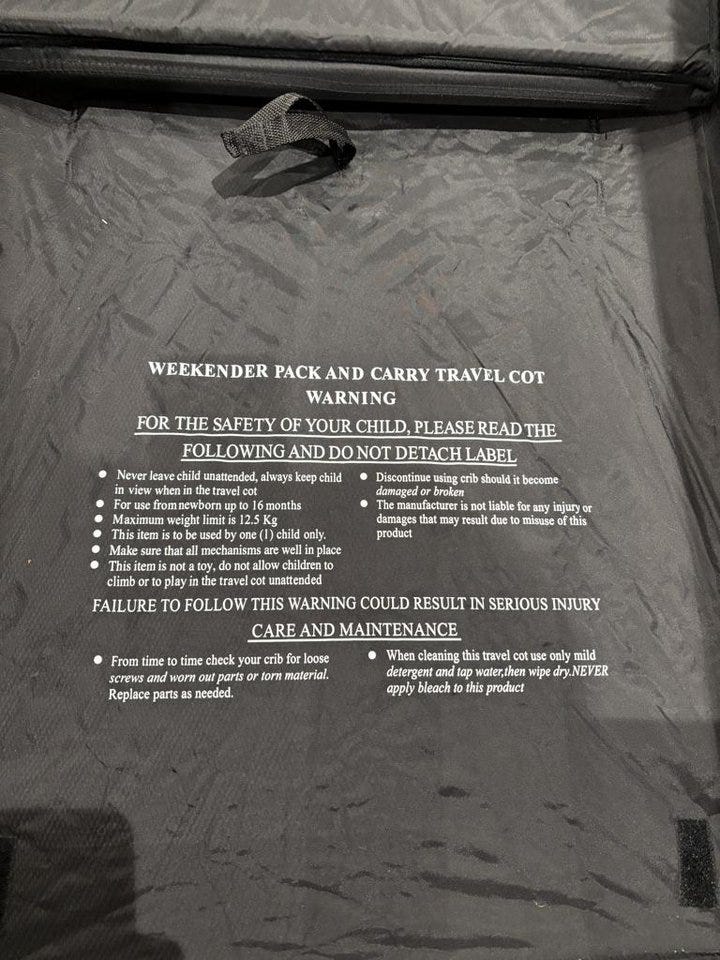 WEEKENDER PACK AND CARRY TRAVEL COT
WARNING
FOR THE SAFETY OF YOUR CHILD, PLEASE READ THE
FOLLOWING AND DO NOT DETACH LABEL
● Never leave child unattended, always keep child
in view when in the travel cot
● For use from newborn up to 16 months
● Maximum weight limit is 12.5 Kg
● This item is to be used by one (1) child only.
● Make sure that all mechanisms are well in place
● This item is not a toy, do not allow children to
climb or to play in the travel cot unattended
● Discontinue using crib should it become
damaged or broken
● The manufacturer is not liable for any injury or
damages that may result due to misuse of this
product
FAILURE TO FOLLOW THIS WARNING COULD RESULT IN SERIOUS INJURY
CARE AND MAINTENANCE
● From time to time check your crib for loose
screws and worn out parts or torn material.
Replace parts as needed.
● When cleaning this travel cot use only mild
detergent and tap water,then wipe dry.NEVER
apply bleach to this product